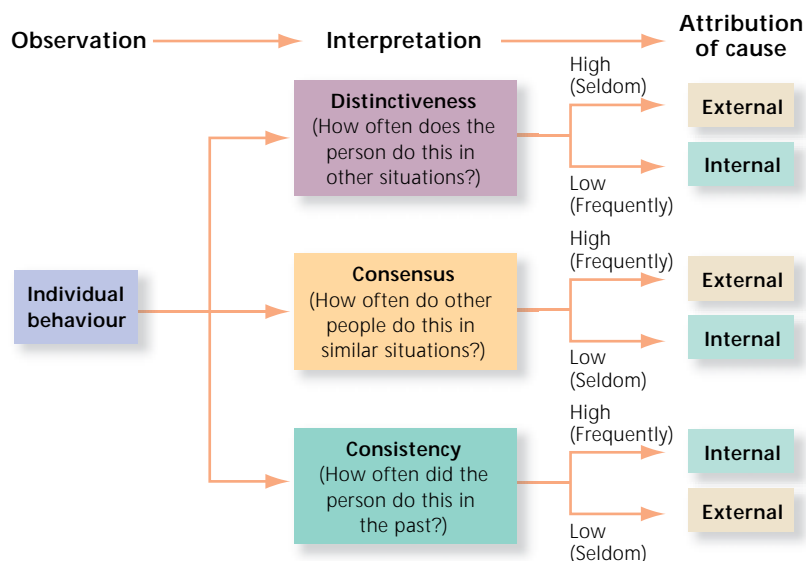 Observation
Interpretation
Attribution
of cause
Individual
behaviour
Distinctiveness
(How often does the
person do this in
other situations?)
High
(Seldom)
External
Low
(Frequently)
Internal
Consensus
(How often do other
people do this in
similar situations?)
High
(Frequently)
External
Low
(Seldom)
Internal
Consistency
(How often did the
person do this in
the past?)
High
(Frequently)
Internal
Low
(Seldom)
External